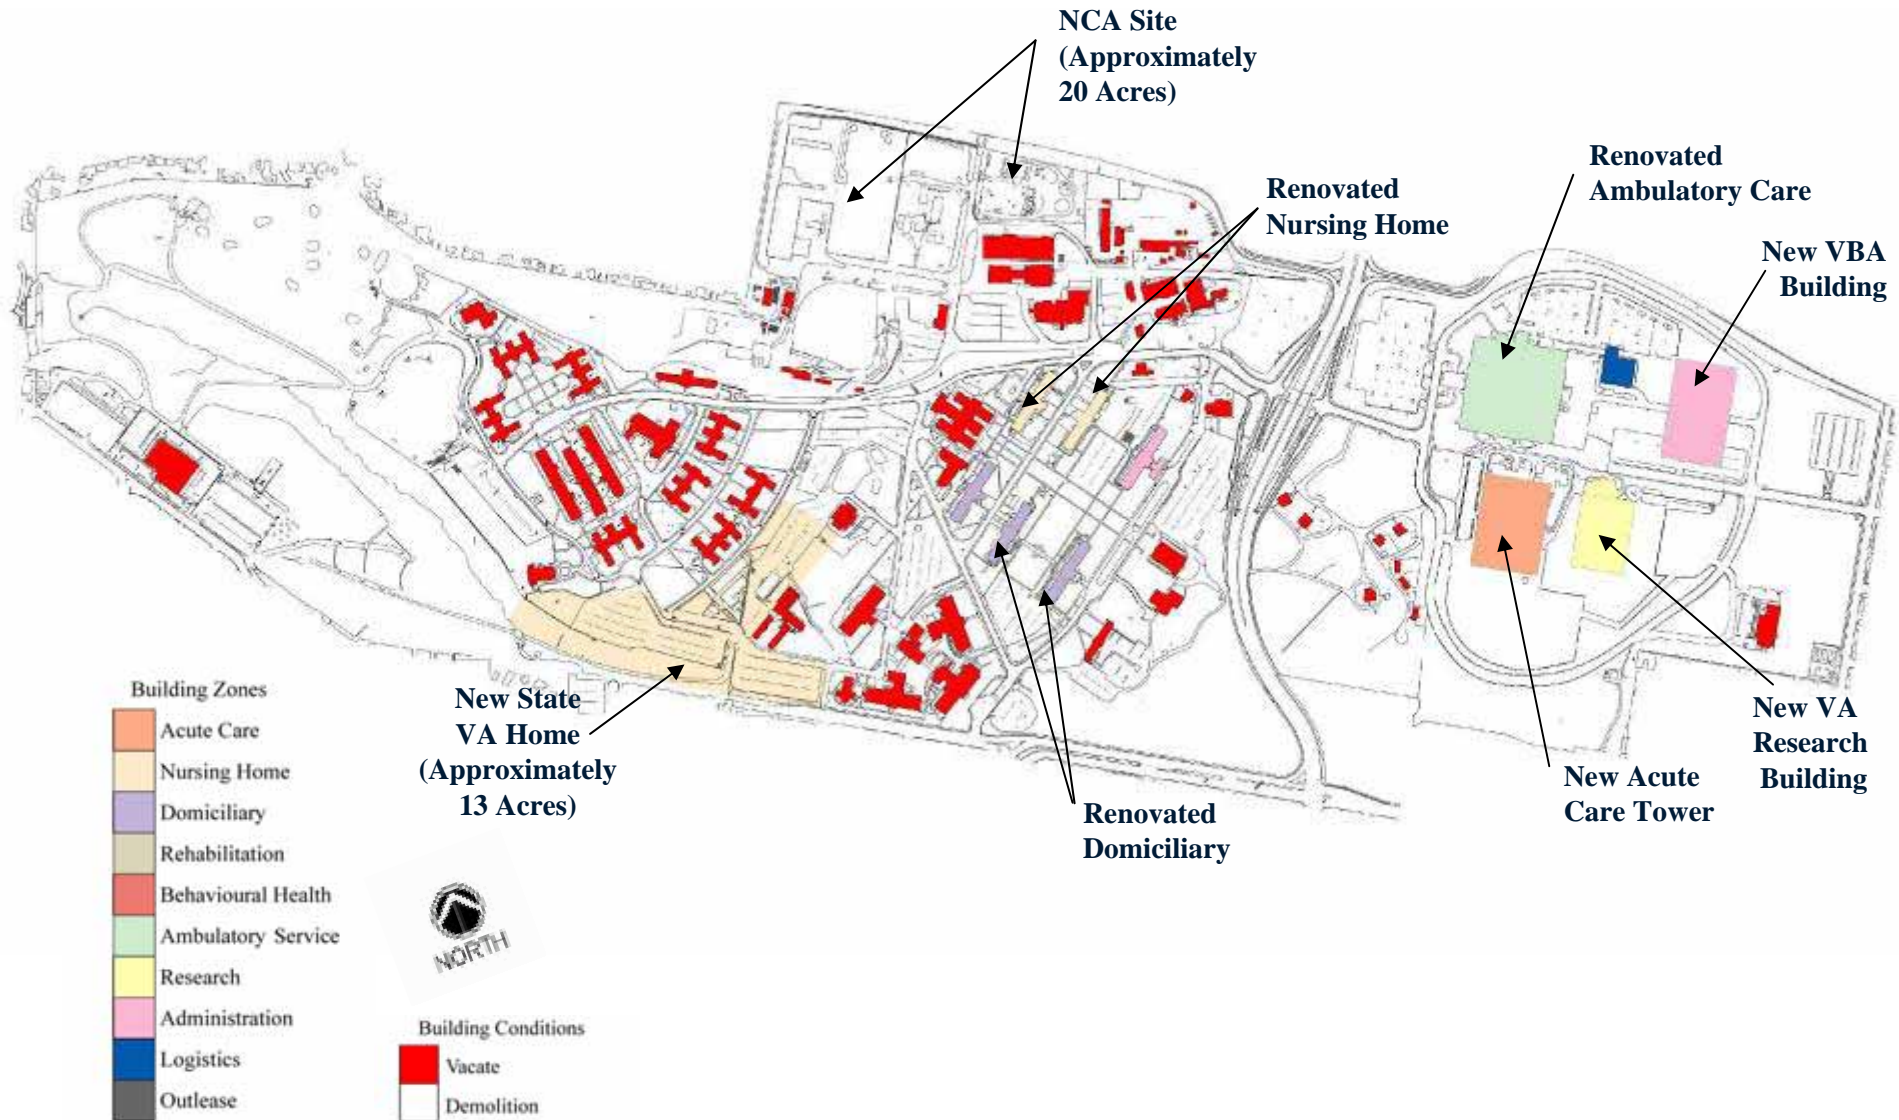 NCA Site
(Approximately
20 Acres)
Renovated
Ambulatory Care
Renovated
Nursing Home
New VBA
Building
New State
VA Home
(Approximately
13 Acres)
Renovated
Domiciliary
New Acute
Care Tower
New VA
Research
Building
Building Zones
Acute Care
Nursing Home
Domiciliary
Rehabilitation
Behavioural Health
Ambulatory Service
Research
Administration
Logistics
Outlease
NORTH
Building Conditions
Vacate
Demolition